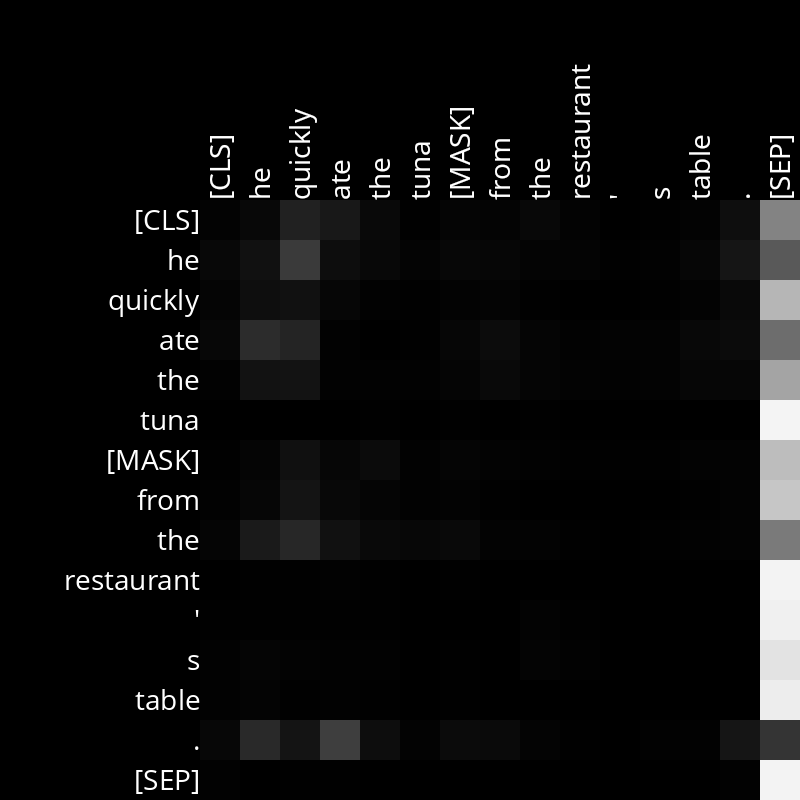 [CLS] he quickly ate the tuna [MASK] from the restaurant ' s table . [SEP]
[CLS]
he
quickly
ate
the
tuna
[MASK]
from
the
restaurant
'
s
table
.
[SEP]